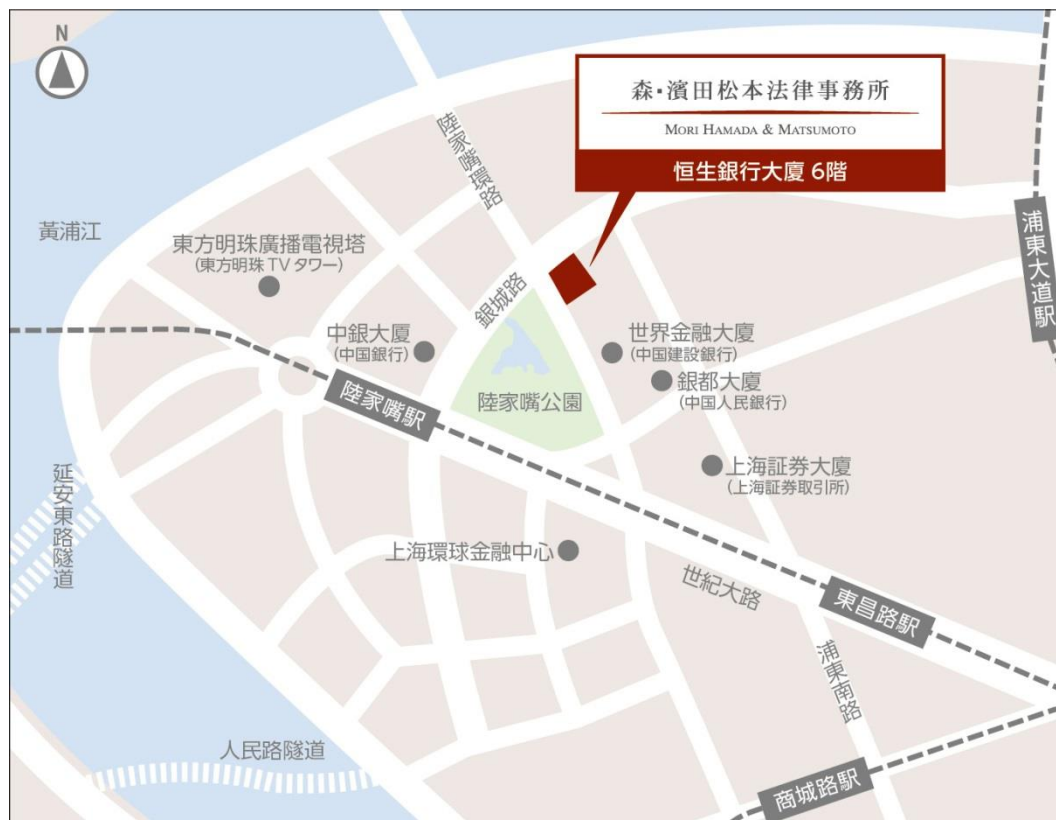 N
森・濱田松本法律事務所
MORI HAMADA & MATSUMOTO
恒生銀行大廈 6階
陸家嘴環路
浦東大道駅
黃浦江
東方明珠廣播電視塔
(東方明珠 TV タワー)
銀城路
中銀大廈
(中国銀行)
世界金融大廈
(中国建設銀行)
銀都大廈
(中国人民銀行)
陸家嘴駅
陸家嘴公園
上海証券大廈
(上海証券取引所)
延安東路隧道
上海環球金融中心
世紀大路
東昌路駅
浦東南路
人民路隧道
商城路駅